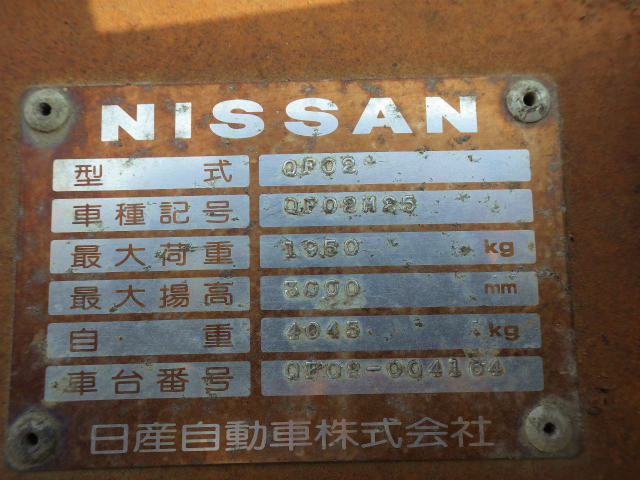 NISSAN
型式 QF02
車種記号 QF02M25
最大荷重 1950 kg
最大揚高 3000 mm
自重 4045 kg
車台番号 QF02-004164
日産自動車株式会社